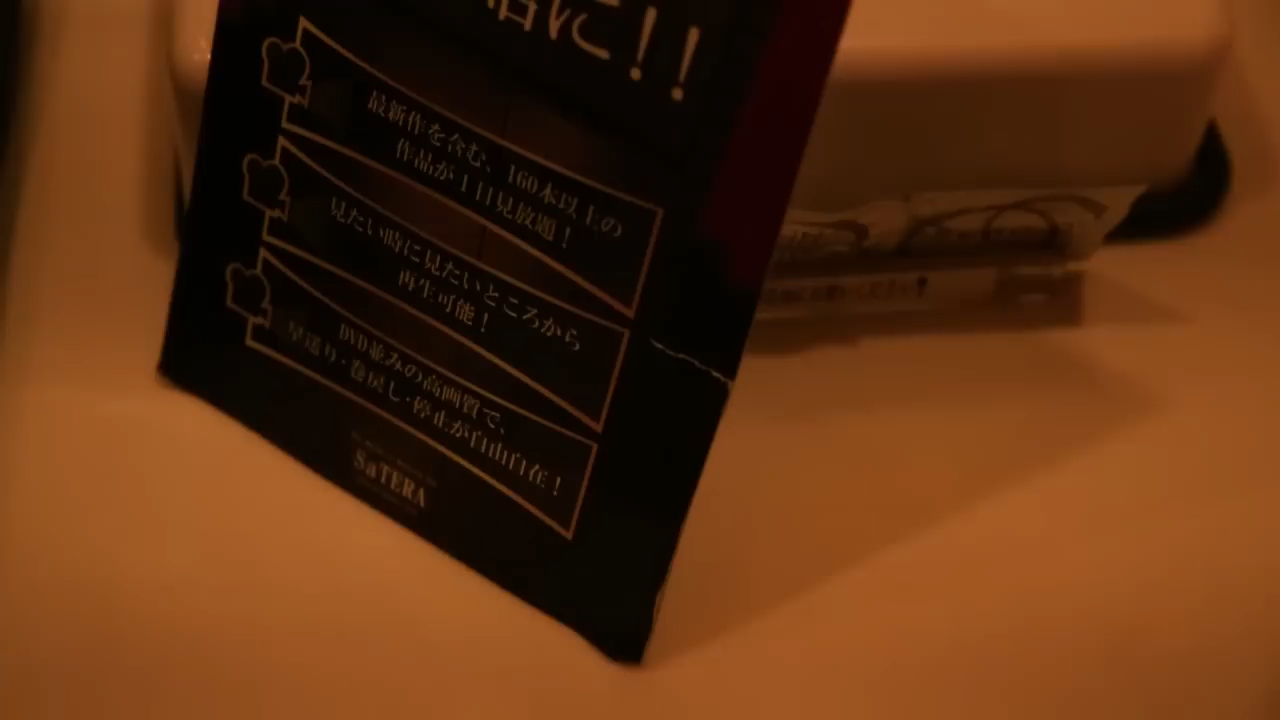 に!!
最新作を含む、160本以上の
作品が1日見放題！
見たい時に見たいところから
再生可能！
DVD並みの高画質で、
早送り・巻戻し・停止が自由自在！
SaTERA